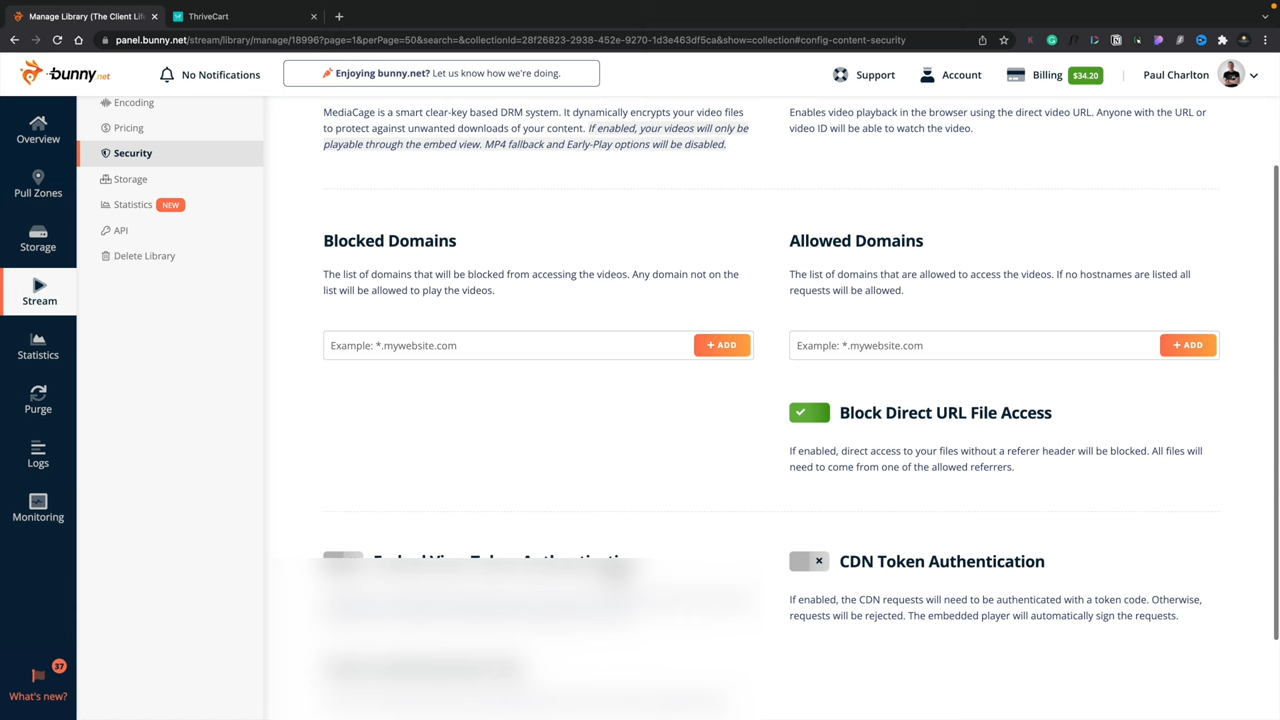 Manage Library (The Client Lif
ThriveCart
panel.bunny.net/stream/library/manage/18996?page=1&perPage=50&search=&collectionId=28f26823-2938-452e-9270-1d3e463df5ca&show=collection#config-content-security
bunny.net
No Notifications
Enjoying bunny.net? Let us know how we're doing.
Support
Account
Billing
$34.20
Paul Charlton
Overview
Pull Zones
Storage
Stream
Statistics
Purge
Logs
Monitoring
37
What's new?
Encoding
Pricing
Security
Storage
Statistics NEW
API
Delete Library
MediaCage is a smart clear-key based DRM system. It dynamically encrypts your video files
to protect against unwanted downloads of your content. If enabled, your videos will only be
playable through the embed view. MP4 fallback and Early-Play options will be disabled.
Enables video playback in the browser using the direct video URL. Anyone with the URL or
video ID will be able to watch the video.
Blocked Domains
The list of domains that will be blocked from accessing the videos. Any domain not on the
list will be allowed to play the videos.
Example: *.mywebsite.com
+ ADD
Allowed Domains
The list of domains that are allowed to access the videos. If no hostnames are listed all
requests will be allowed.
Example: *.mywebsite.com
+ ADD
Block Direct URL File Access
If enabled, direct access to your files without a referer header will be blocked. All files will
need to come from one of the allowed referrers.
CDN Token Authentication
If enabled, the CDN requests will need to be authenticated with a token code. Otherwise,
requests will be rejected. The embedded player will automatically sign the requests.